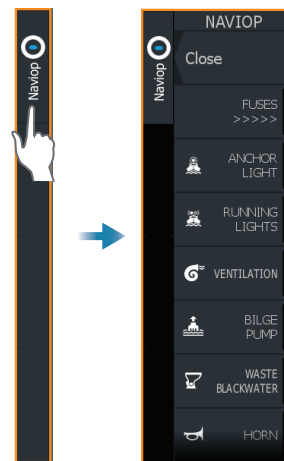 Naviop
Naviop
NAVIOP
Close
FUSES
>>>>>
ANCHOR
LIGHT
RUNNING
LIGHTS
VENTILATION
BILGE
PUMP
WASTE
BLACKWATER
HORN